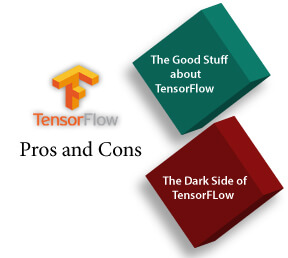 The Good Stuff
about
TensorFlow
TensorFlow
Pros and Cons
The Dark Side of
TensorFLow